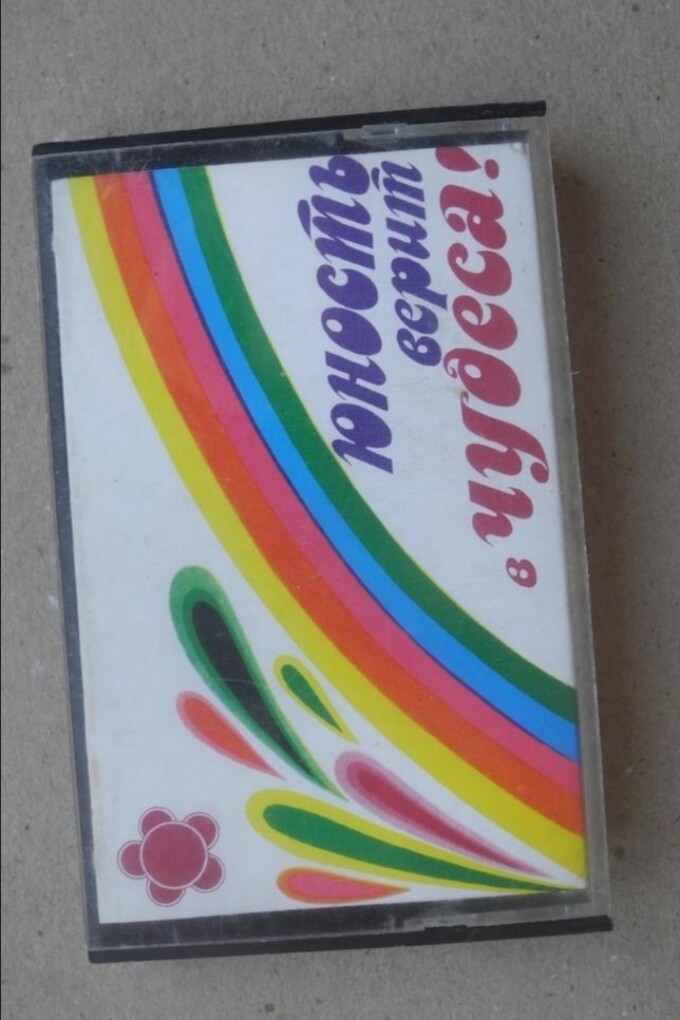 юность
верит
в чудеса!